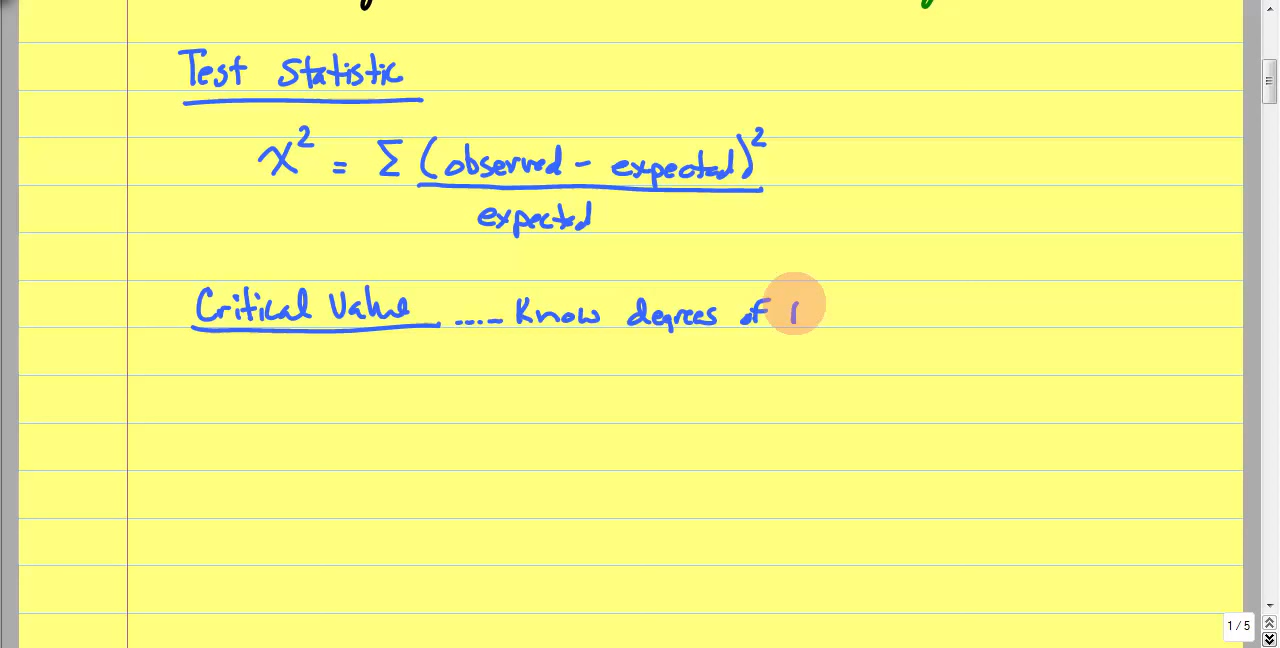 Test Statistic
χ² = Σ (observed - expected)²
expected
Critical Value ..... Know degrees of
1 / 5